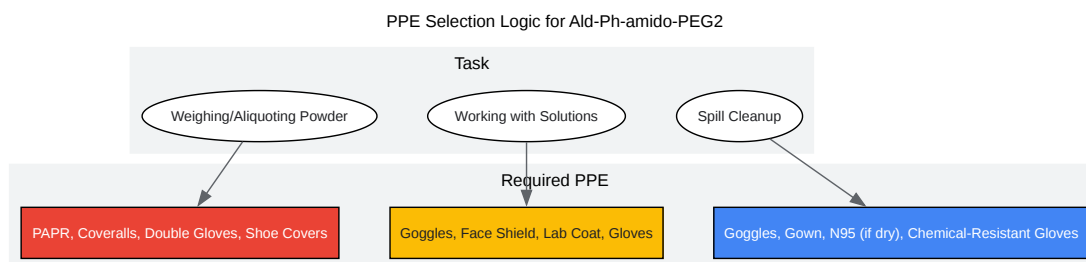 PPE Selection Logic for Ald-Ph-amido-PEG2
Task
Weighing/Aliquoting Powder
Working with Solutions
Spill Cleanup
Required PPE
PAPR, Coveralls, Double Gloves, Shoe Covers
Goggles, Face Shield, Lab Coat, Gloves
Goggles, Gown, N95 (if dry), Chemical-Resistant Gloves